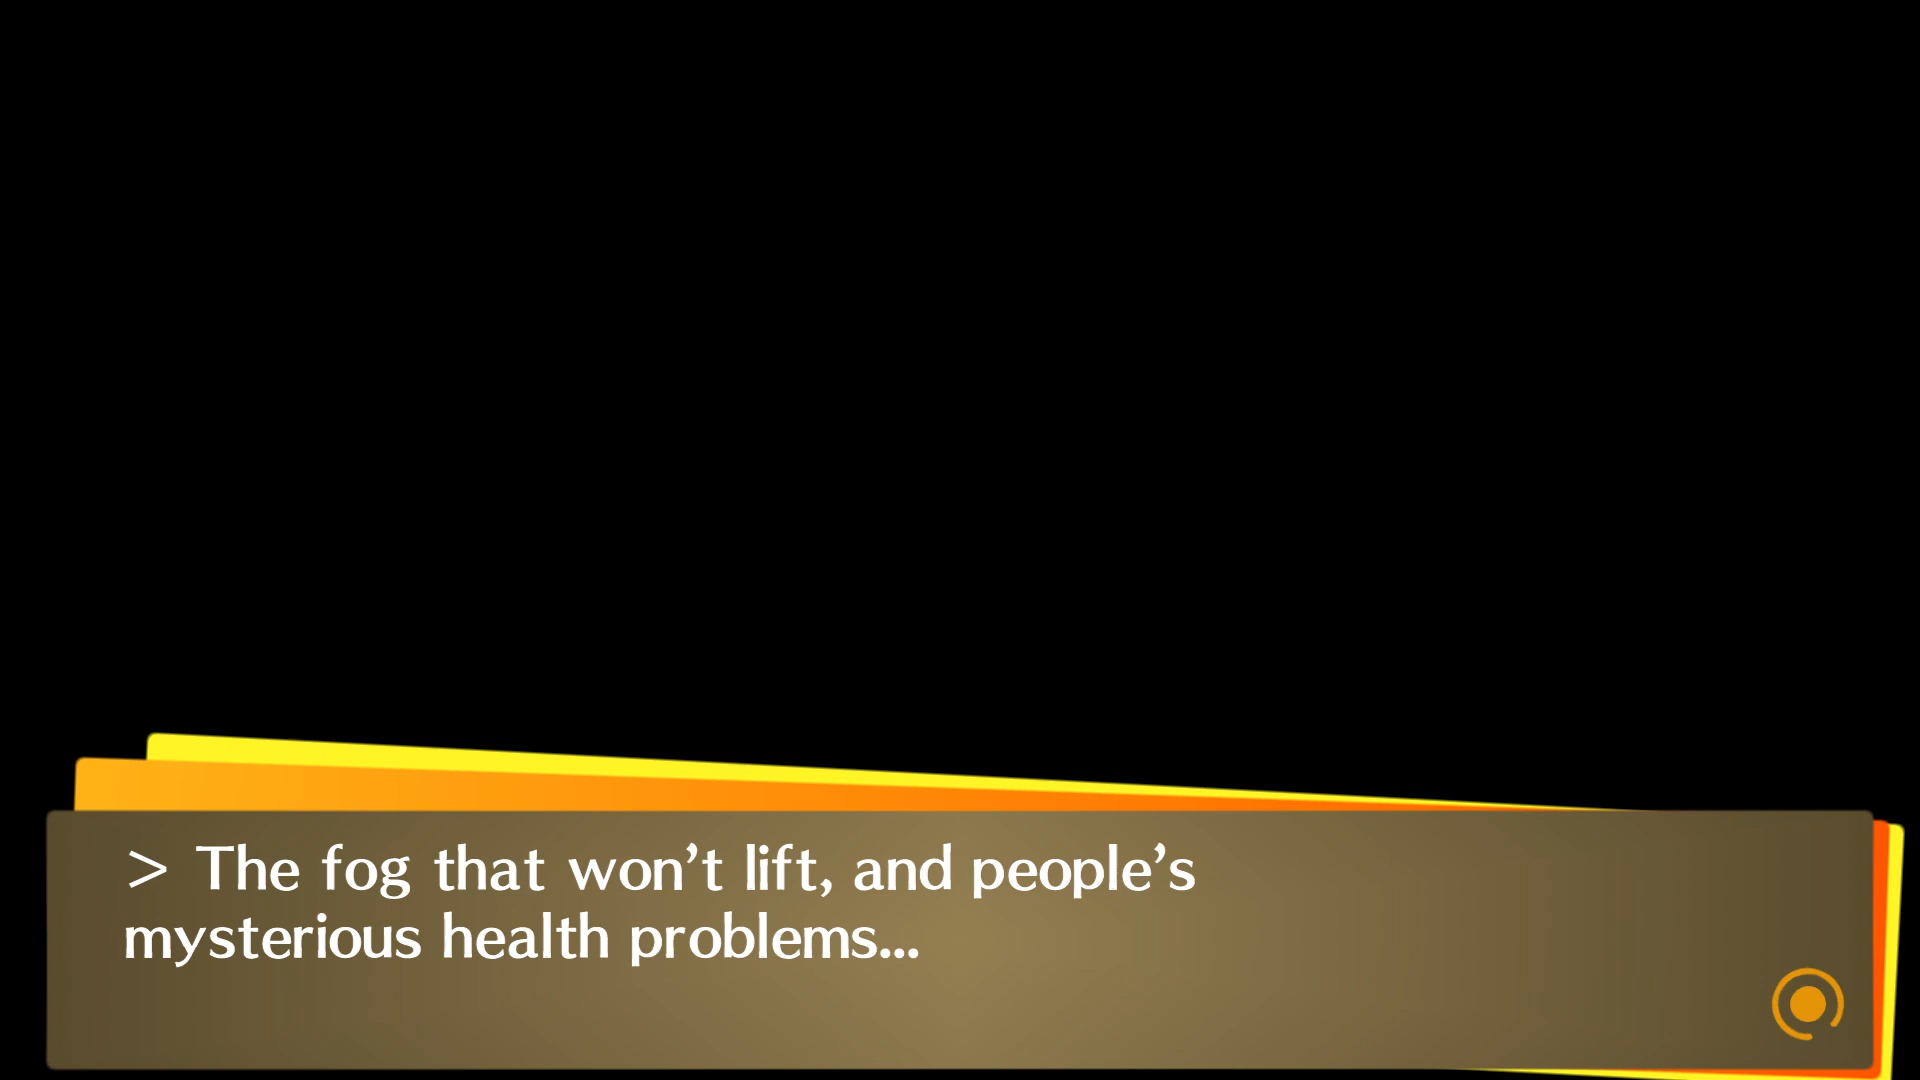 > The fog that won’t lift, and people’s
mysterious health problems...